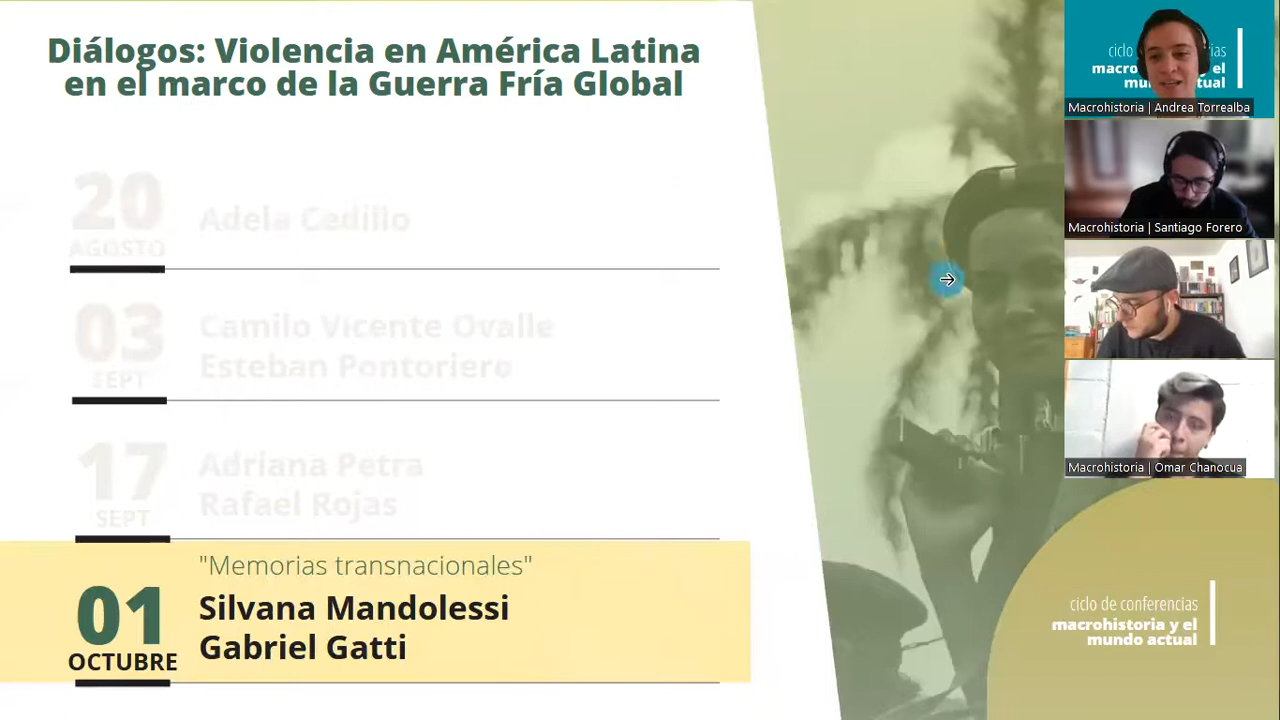 Diálogos: Violencia en América Latina
en el marco de la Guerra Fría Global
20
AGOSTO
Adela Cedillo
03
SEPT
Camilo Vicente Ovalle
Esteban Pontoriero
17
SEPT
Adriana Petra
Rafael Rojas
"Memorias transnacionales"
01
OCTUBRE
Silvana Mandolessi
Gabriel Gatti
Macrohistoria | Andrea Torrealba
Macrohistoria | Santiago Forero
Macrohistoria | Omar Chanocua
ciclo de conferencias
macrohistoria y el
mundo actual